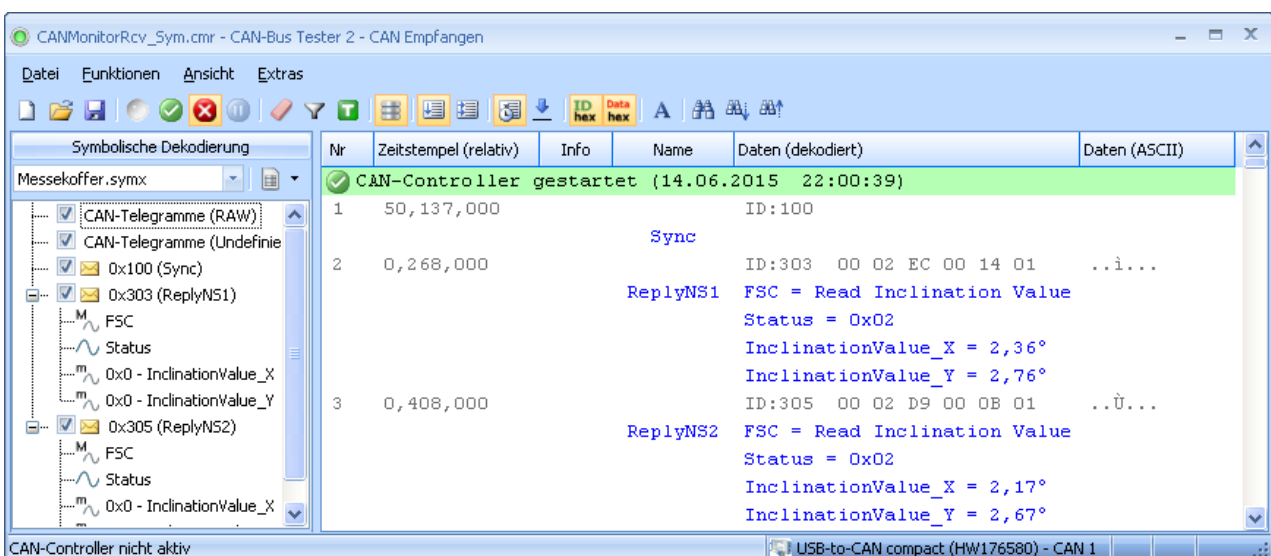 CANMonitorRcv_Sym.cmr - CAN-Bus Tester 2 - CAN Empfangen
Datei Funktionen Ansicht Extras
T ID hex Data hex A
Symbolische Dekodierung
Messekoffer.symx
CAN-Telegramme (RAW)
CAN-Telegramme (Undefinie
0x100 (Sync)
0x303 (ReplyNS1)
M FSC
Status
m 0x0 - InclinationValue_X
m 0x0 - InclinationValue_Y
0x305 (ReplyNS2)
M FSC
Status
m 0x0 - InclinationValue_X
Nr Zeitstempel (relativ) Info Name Daten (dekodiert) Daten (ASCII)
CAN-Controller gestartet (14.06.2015 22:00:39)
1 50,137,000 ID:100
Sync
2 0,268,000 ID:303 00 02 EC 00 14 01 ..ì...
ReplyNS1 FSC = Read Inclination Value
Status = 0x02
InclinationValue_X = 2,36°
InclinationValue_Y = 2,76°
3 0,408,000 ID:305 00 02 D9 00 0B 01 ..Ù...
ReplyNS2 FSC = Read Inclination Value
Status = 0x02
InclinationValue_X = 2,17°
InclinationValue_Y = 2,67°
CAN-Controller nicht aktiv
USB-to-CAN compact (HW176580) - CAN 1